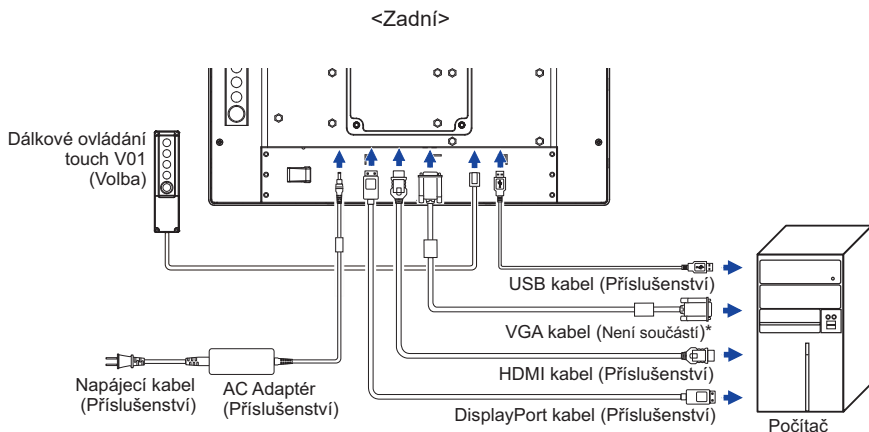 <Zadní>
Dálkové ovládání
touch V01
(Volba)
USB kabel (Příslušenství)
VGA kabel (Není součástí)*
HDMI kabel (Příslušenství)
DisplayPort kabel (Příslušenství)
Napájecí kabel
(Příslušenství)
AC Adaptér
(Příslušenství)
Počítač